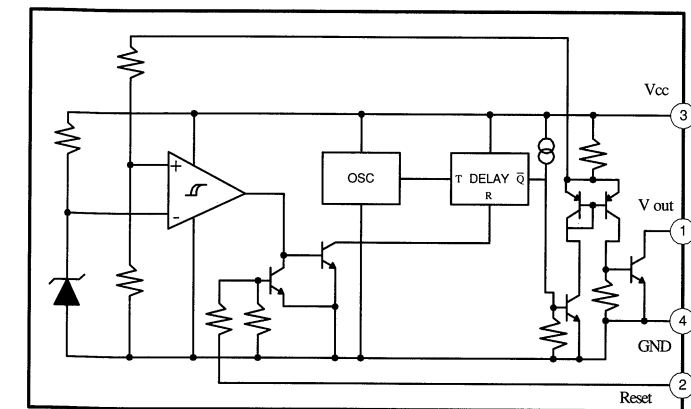 Vcc
3
+
OSC
T DELAY Q̅
R
V out
1
-
4
GND
2
Reset